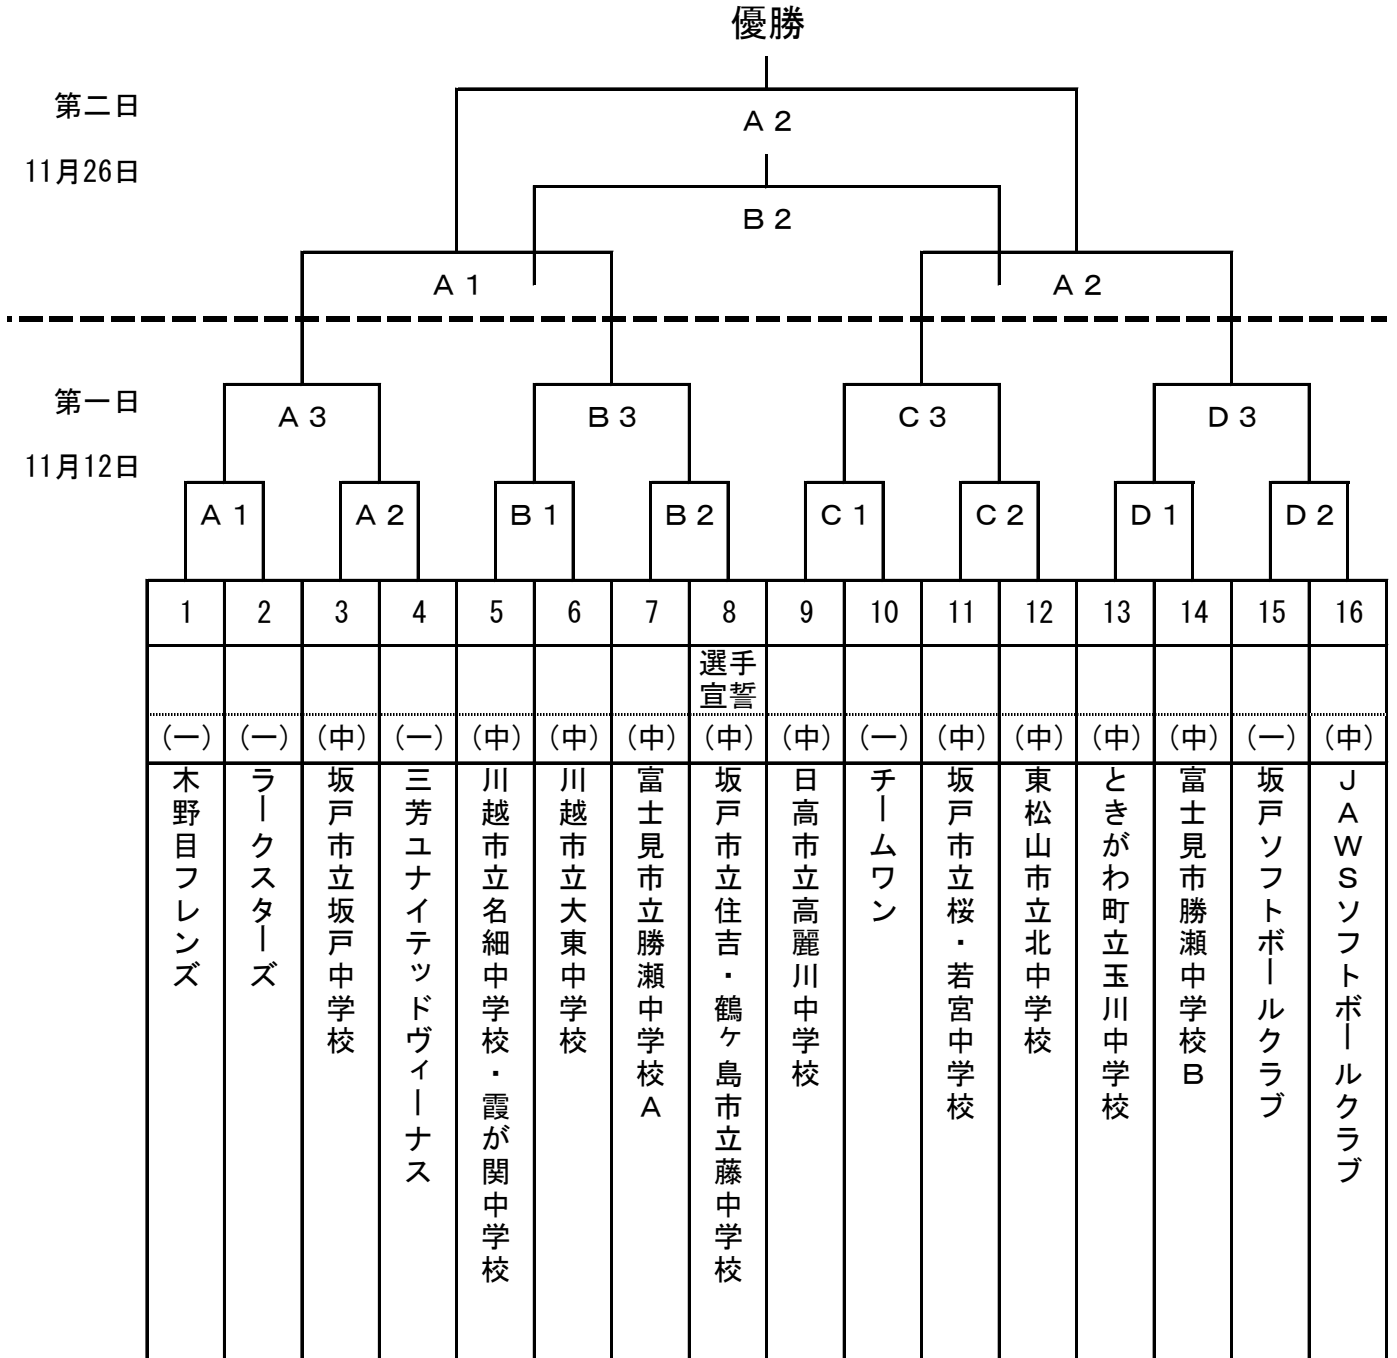 優勝
第二日
Ａ２
11月26日
Ｂ２
Ａ１
Ａ２
第一日
Ａ３
Ｂ３
Ｃ３
Ｄ３
11月12日
Ａ１
Ａ２
Ｂ１
Ｂ２
Ｃ１
Ｃ２
Ｄ１
Ｄ２
1 2 3 4 5 6 7 8 9 10 11 12 13 14 15 16
選手
宣誓
（一） （一） （中） （一） （中） （中） （中） （中） （中） （一） （中） （中） （中） （中） （一） （中）
木野目フレンズ
ラークスターズ
坂戸市立坂戸中学校
三芳ユナイテッドヴィーナス
川越市立名細中学校・霞が関中学校
川越市立大東中学校
富士見市立勝瀬中学校Ａ
坂戸市立住吉・鶴ヶ島市立藤中学校
日高市立高麗川中学校
チームワン
坂戸市立桜・若宮中学校
東松山市立北中学校
ときがわ町立玉川中学校
富士見市勝瀬中学校Ｂ
坂戸ソフトボールクラブ
ＪＡＷＳソフトボールクラブ